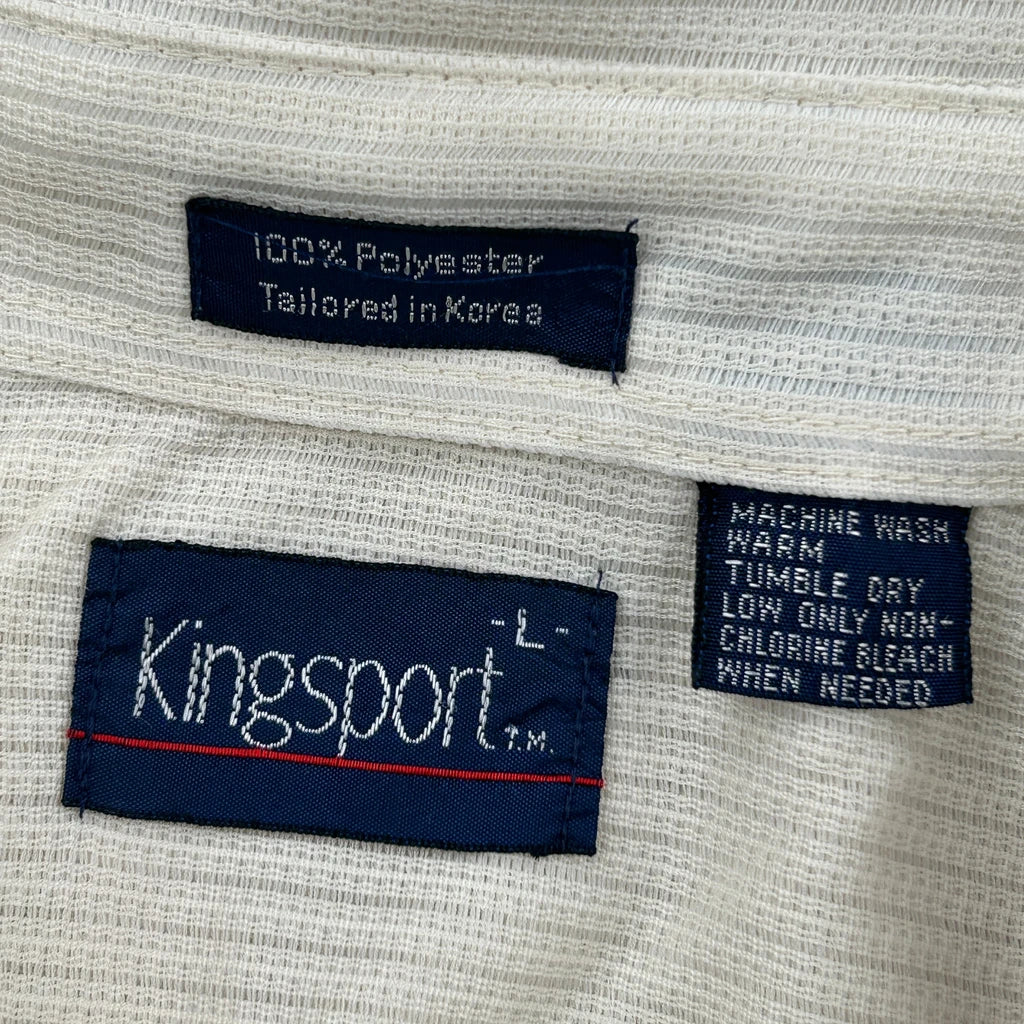 100% Polyester
Tailored in Korea
-L-
Kingsport T.M.
MACHINE WASH
WARM
TUMBLE DRY
LOW ONLY NON-
CHLORINE BLEACH
WHEN NEEDED